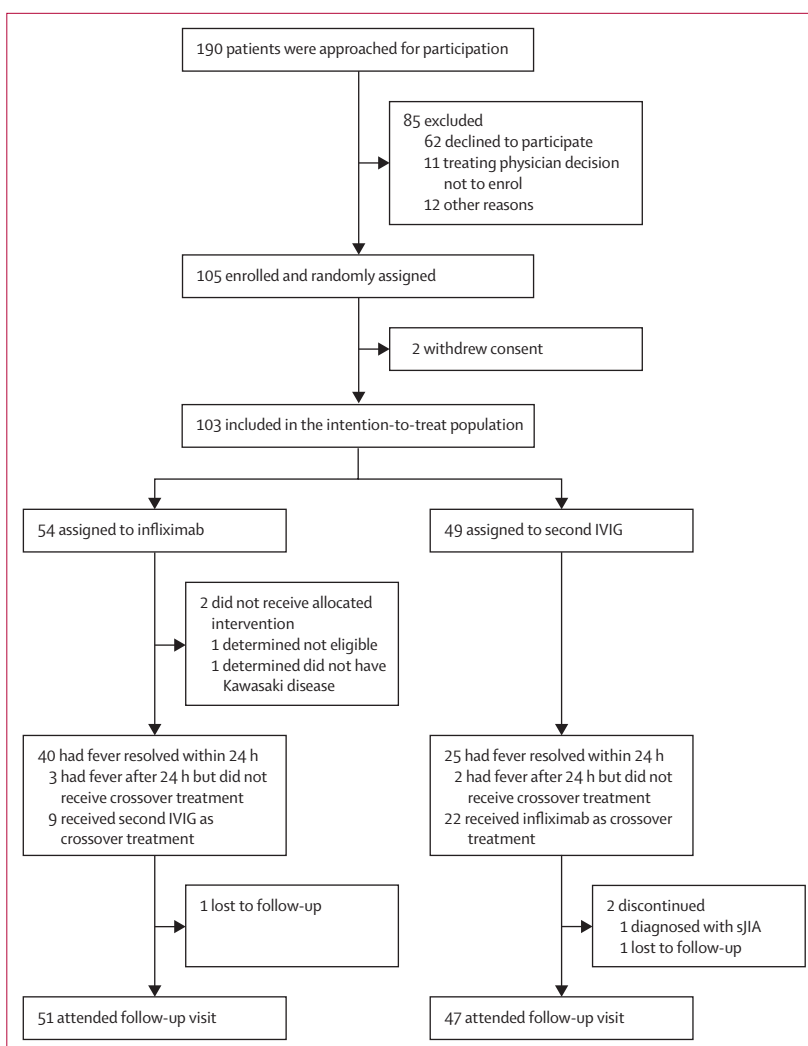 190 patients were approached for participation
85 excluded
62 declined to participate
11 treating physician decision
not to enrol
12 other reasons
105 enrolled and randomly assigned
2 withdrew consent
103 included in the intention-to-treat population
54 assigned to infliximab
49 assigned to second IVIG
2 did not receive allocated
intervention
1 determined not eligible
1 determined did not have
Kawasaki disease
40 had fever resolved within 24 h
3 had fever after 24 h but did not
receive crossover treatment
9 received second IVIG as
crossover treatment
25 had fever resolved within 24 h
2 had fever after 24 h but did not
receive crossover treatment
22 received infliximab as crossover
treatment
1 lost to follow-up
2 discontinued
1 diagnosed with sJIA
1 lost to follow-up
51 attended follow-up visit
47 attended follow-up visit